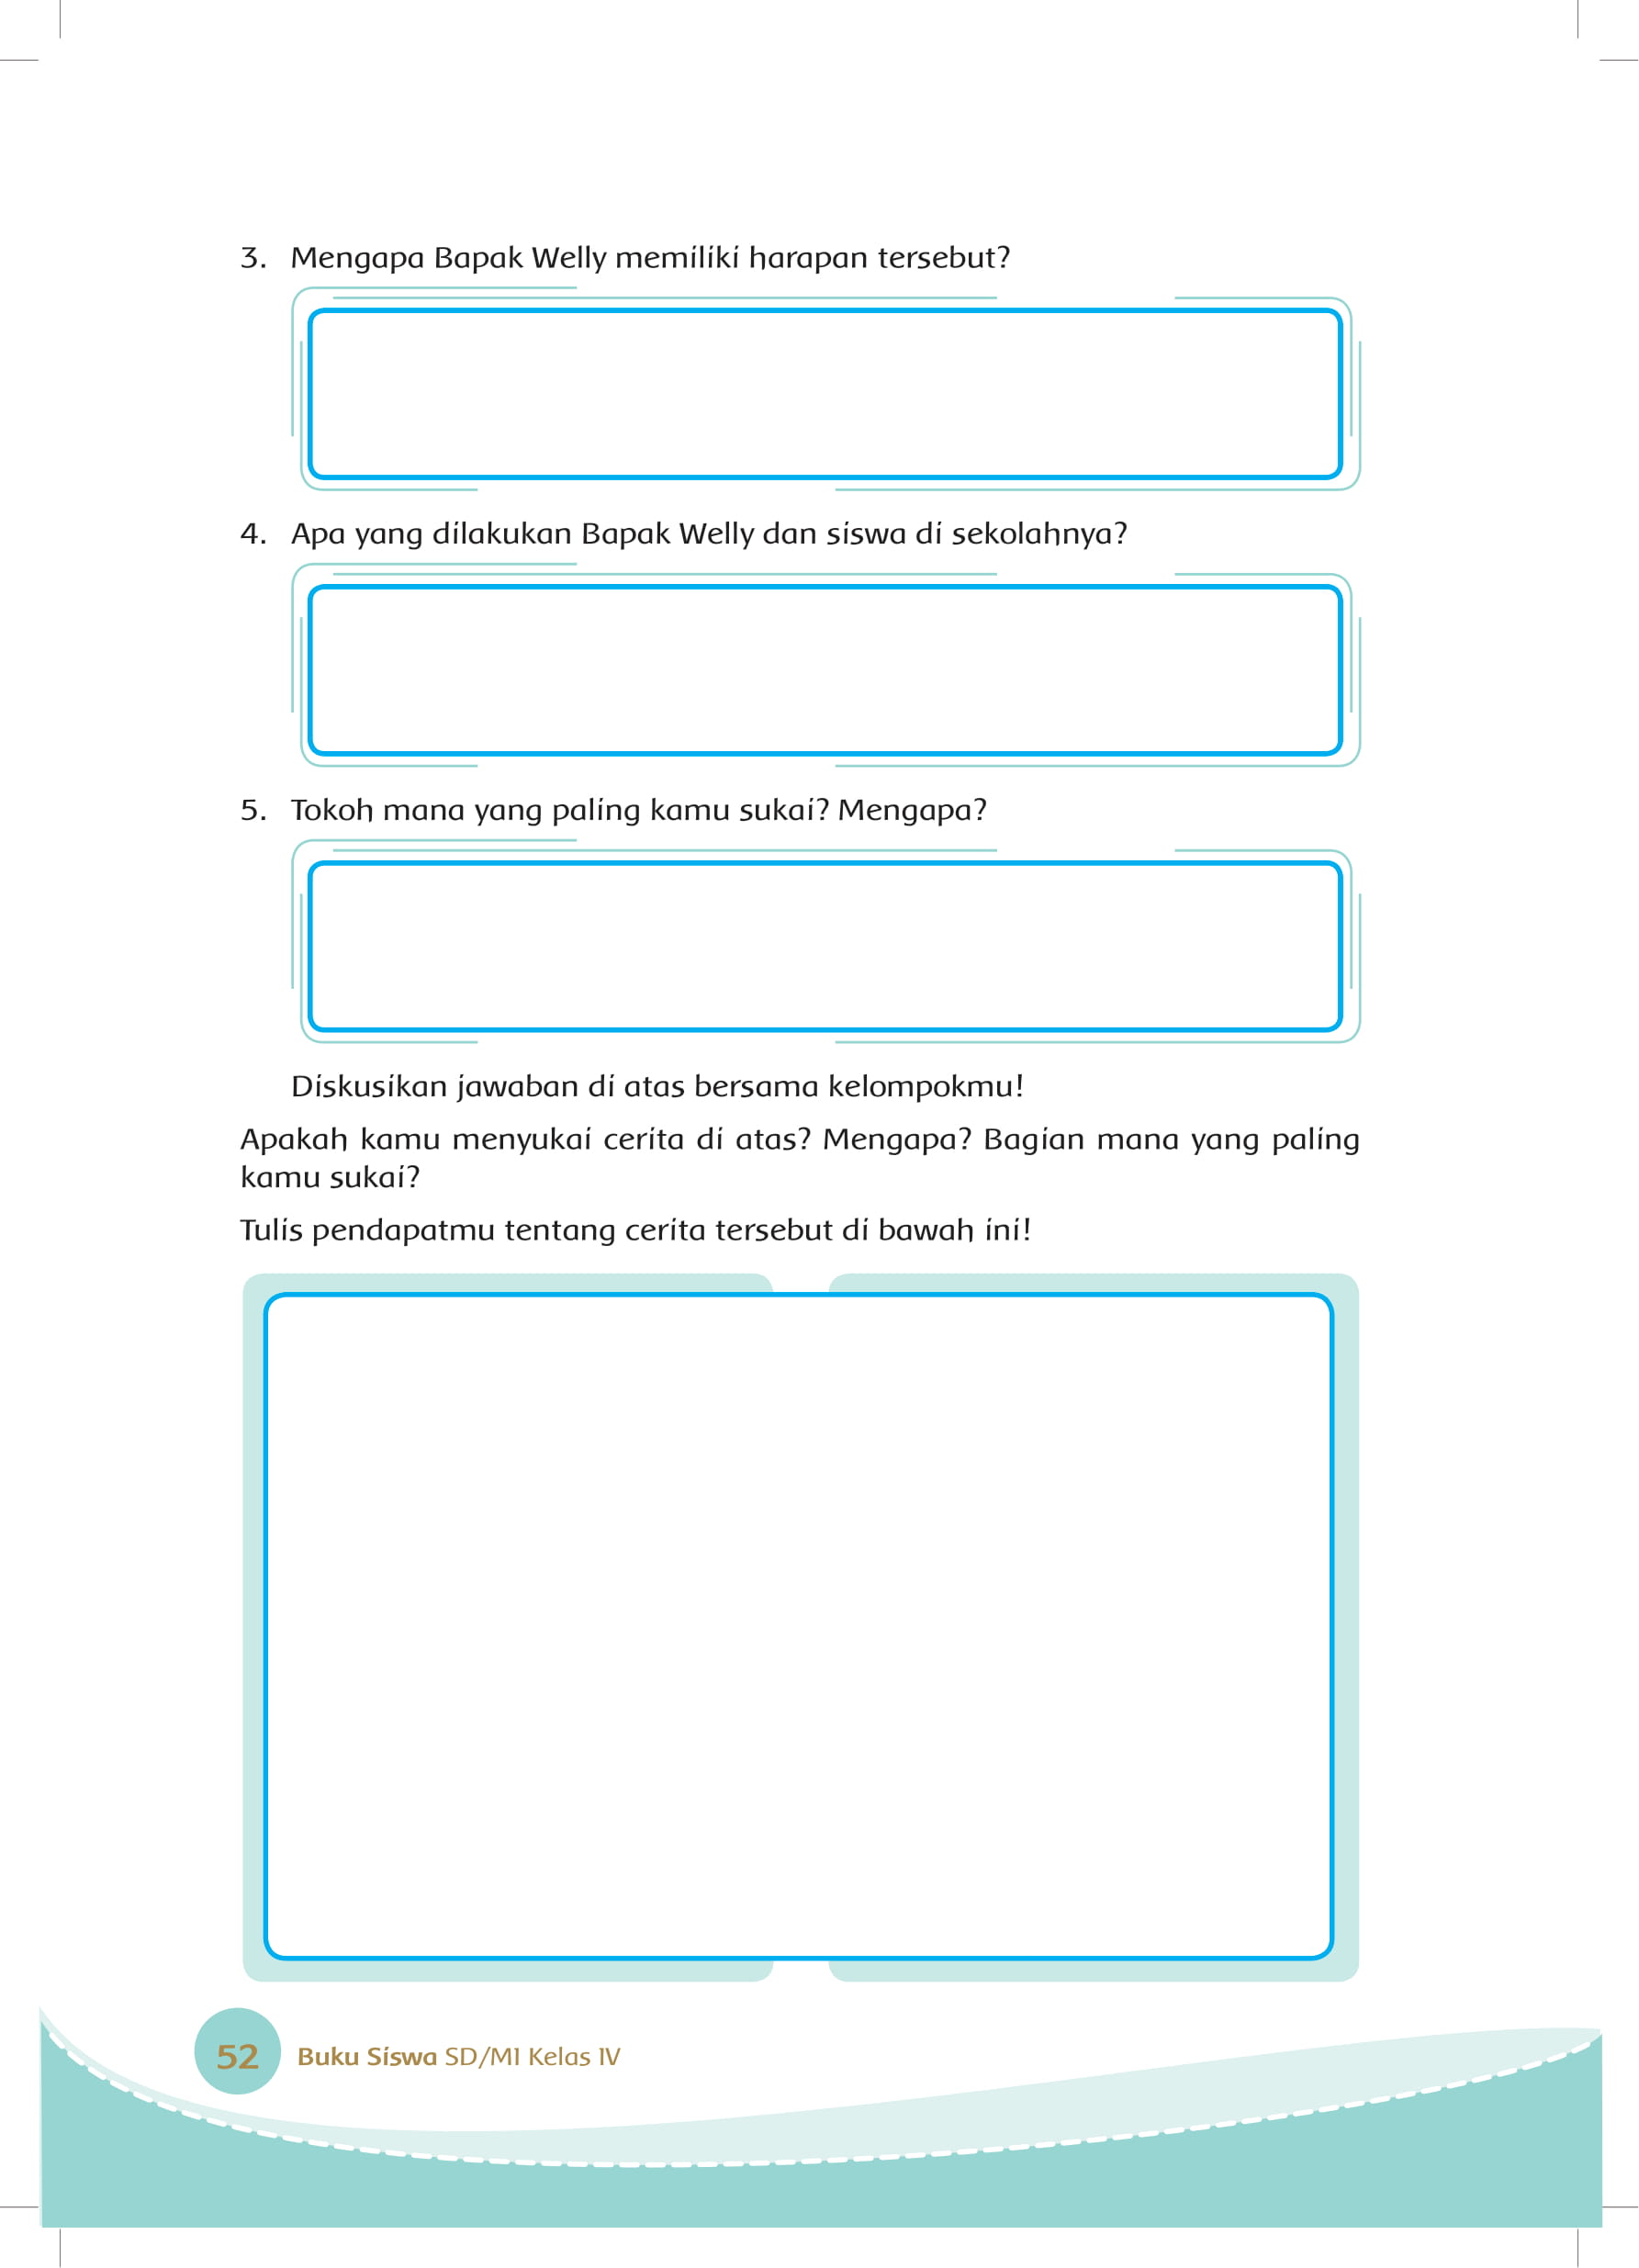 3. Mengapa Bapak Welly memiliki harapan tersebut?
4. Apa yang dilakukan Bapak Welly dan siswa di sekolahnya?
5. Tokoh mana yang paling kamu sukai? Mengapa?
Diskusikan jawaban di atas bersama kelompokmu!
Apakah kamu menyukai cerita di atas? Mengapa? Bagian mana yang paling
kamu sukai?
Tulis pendapatmu tentang cerita tersebut di bawah ini!
52 Buku Siswa SD/MI Kelas IV